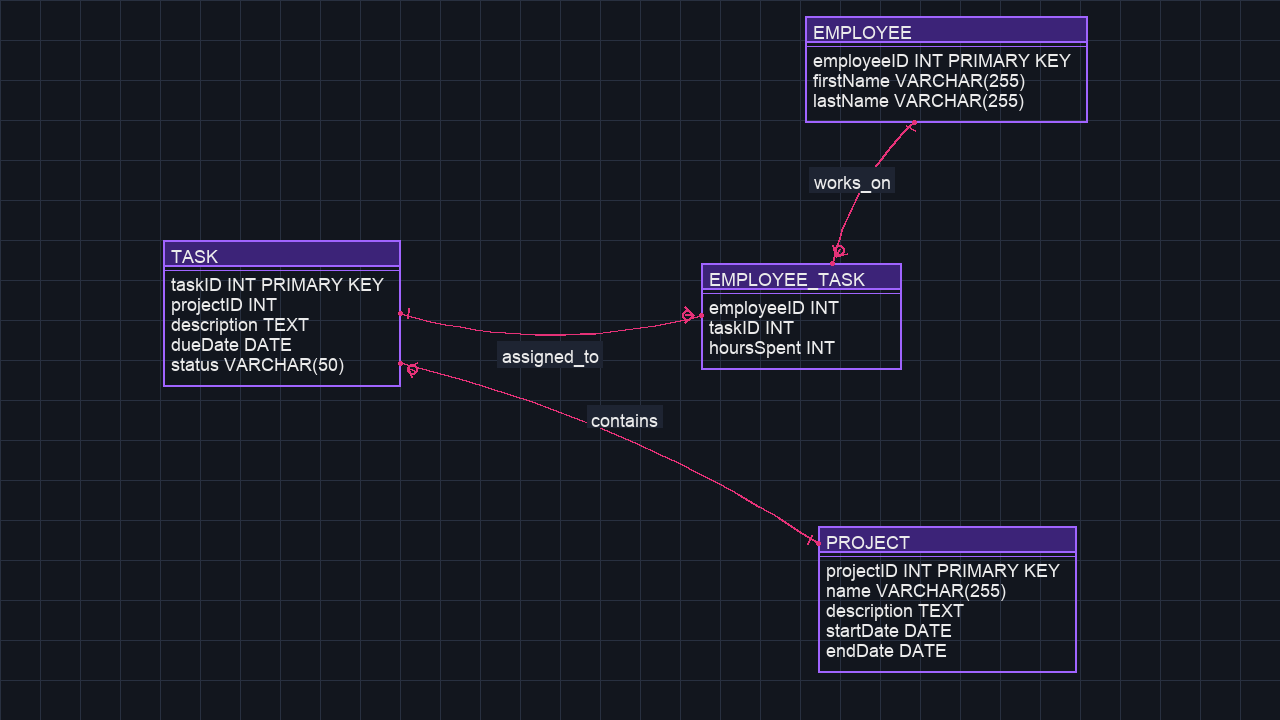 EMPLOYEE
employeeID INT PRIMARY KEY
firstName VARCHAR(255)
lastName VARCHAR(255)
works_on
TASK
taskID INT PRIMARY KEY
projectID INT
description TEXT
dueDate DATE
status VARCHAR(50)
EMPLOYEE_TASK
employeeID INT
taskID INT
hoursSpent INT
assigned_to
contains
PROJECT
projectID INT PRIMARY KEY
name VARCHAR(255)
description TEXT
startDate DATE
endDate DATE